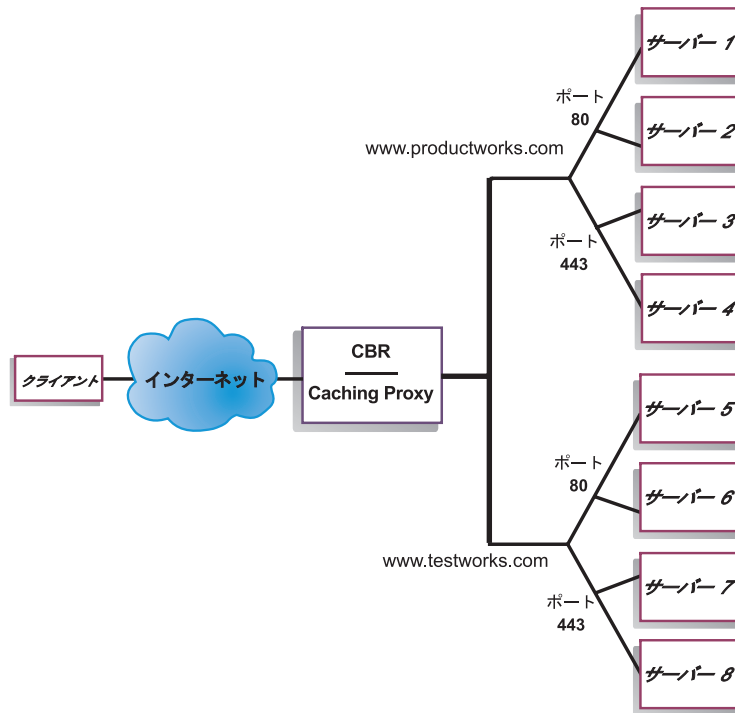 クライアント
インターネット
CBR
Caching Proxy
www.productworks.com
ポート
80
サーバー 1
サーバー 2
ポート
443
サーバー 3
サーバー 4
www.testworks.com
ポート
80
サーバー 5
サーバー 6
ポート
443
サーバー 7
サーバー 8